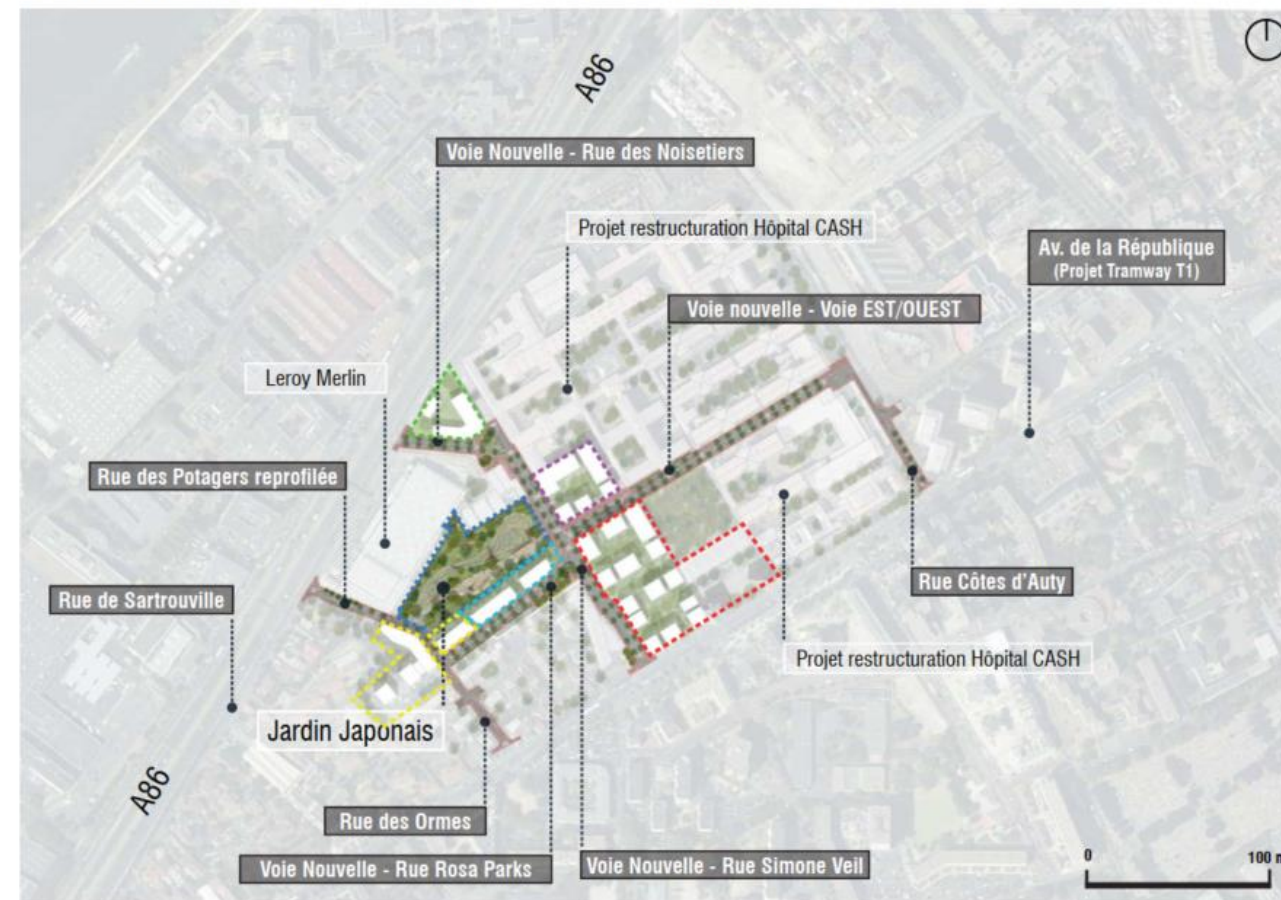 A86
Voie Nouvelle - Rue des Noisetiers
Projet restructuration Hôpital CASH
Av. de la République
(Projet Tramway T1)
Voie nouvelle - Voie EST/OUEST
Leroy Merlin
Rue des Potagers reprofilée
Rue de Sartrouville
Rue Côtes d'Auty
Projet restructuration Hôpital CASH
Jardin Japonais
A86
Rue des Ormes
Voie Nouvelle - Rue Rosa Parks
Voie Nouvelle - Rue Simone Veil
0
100 m